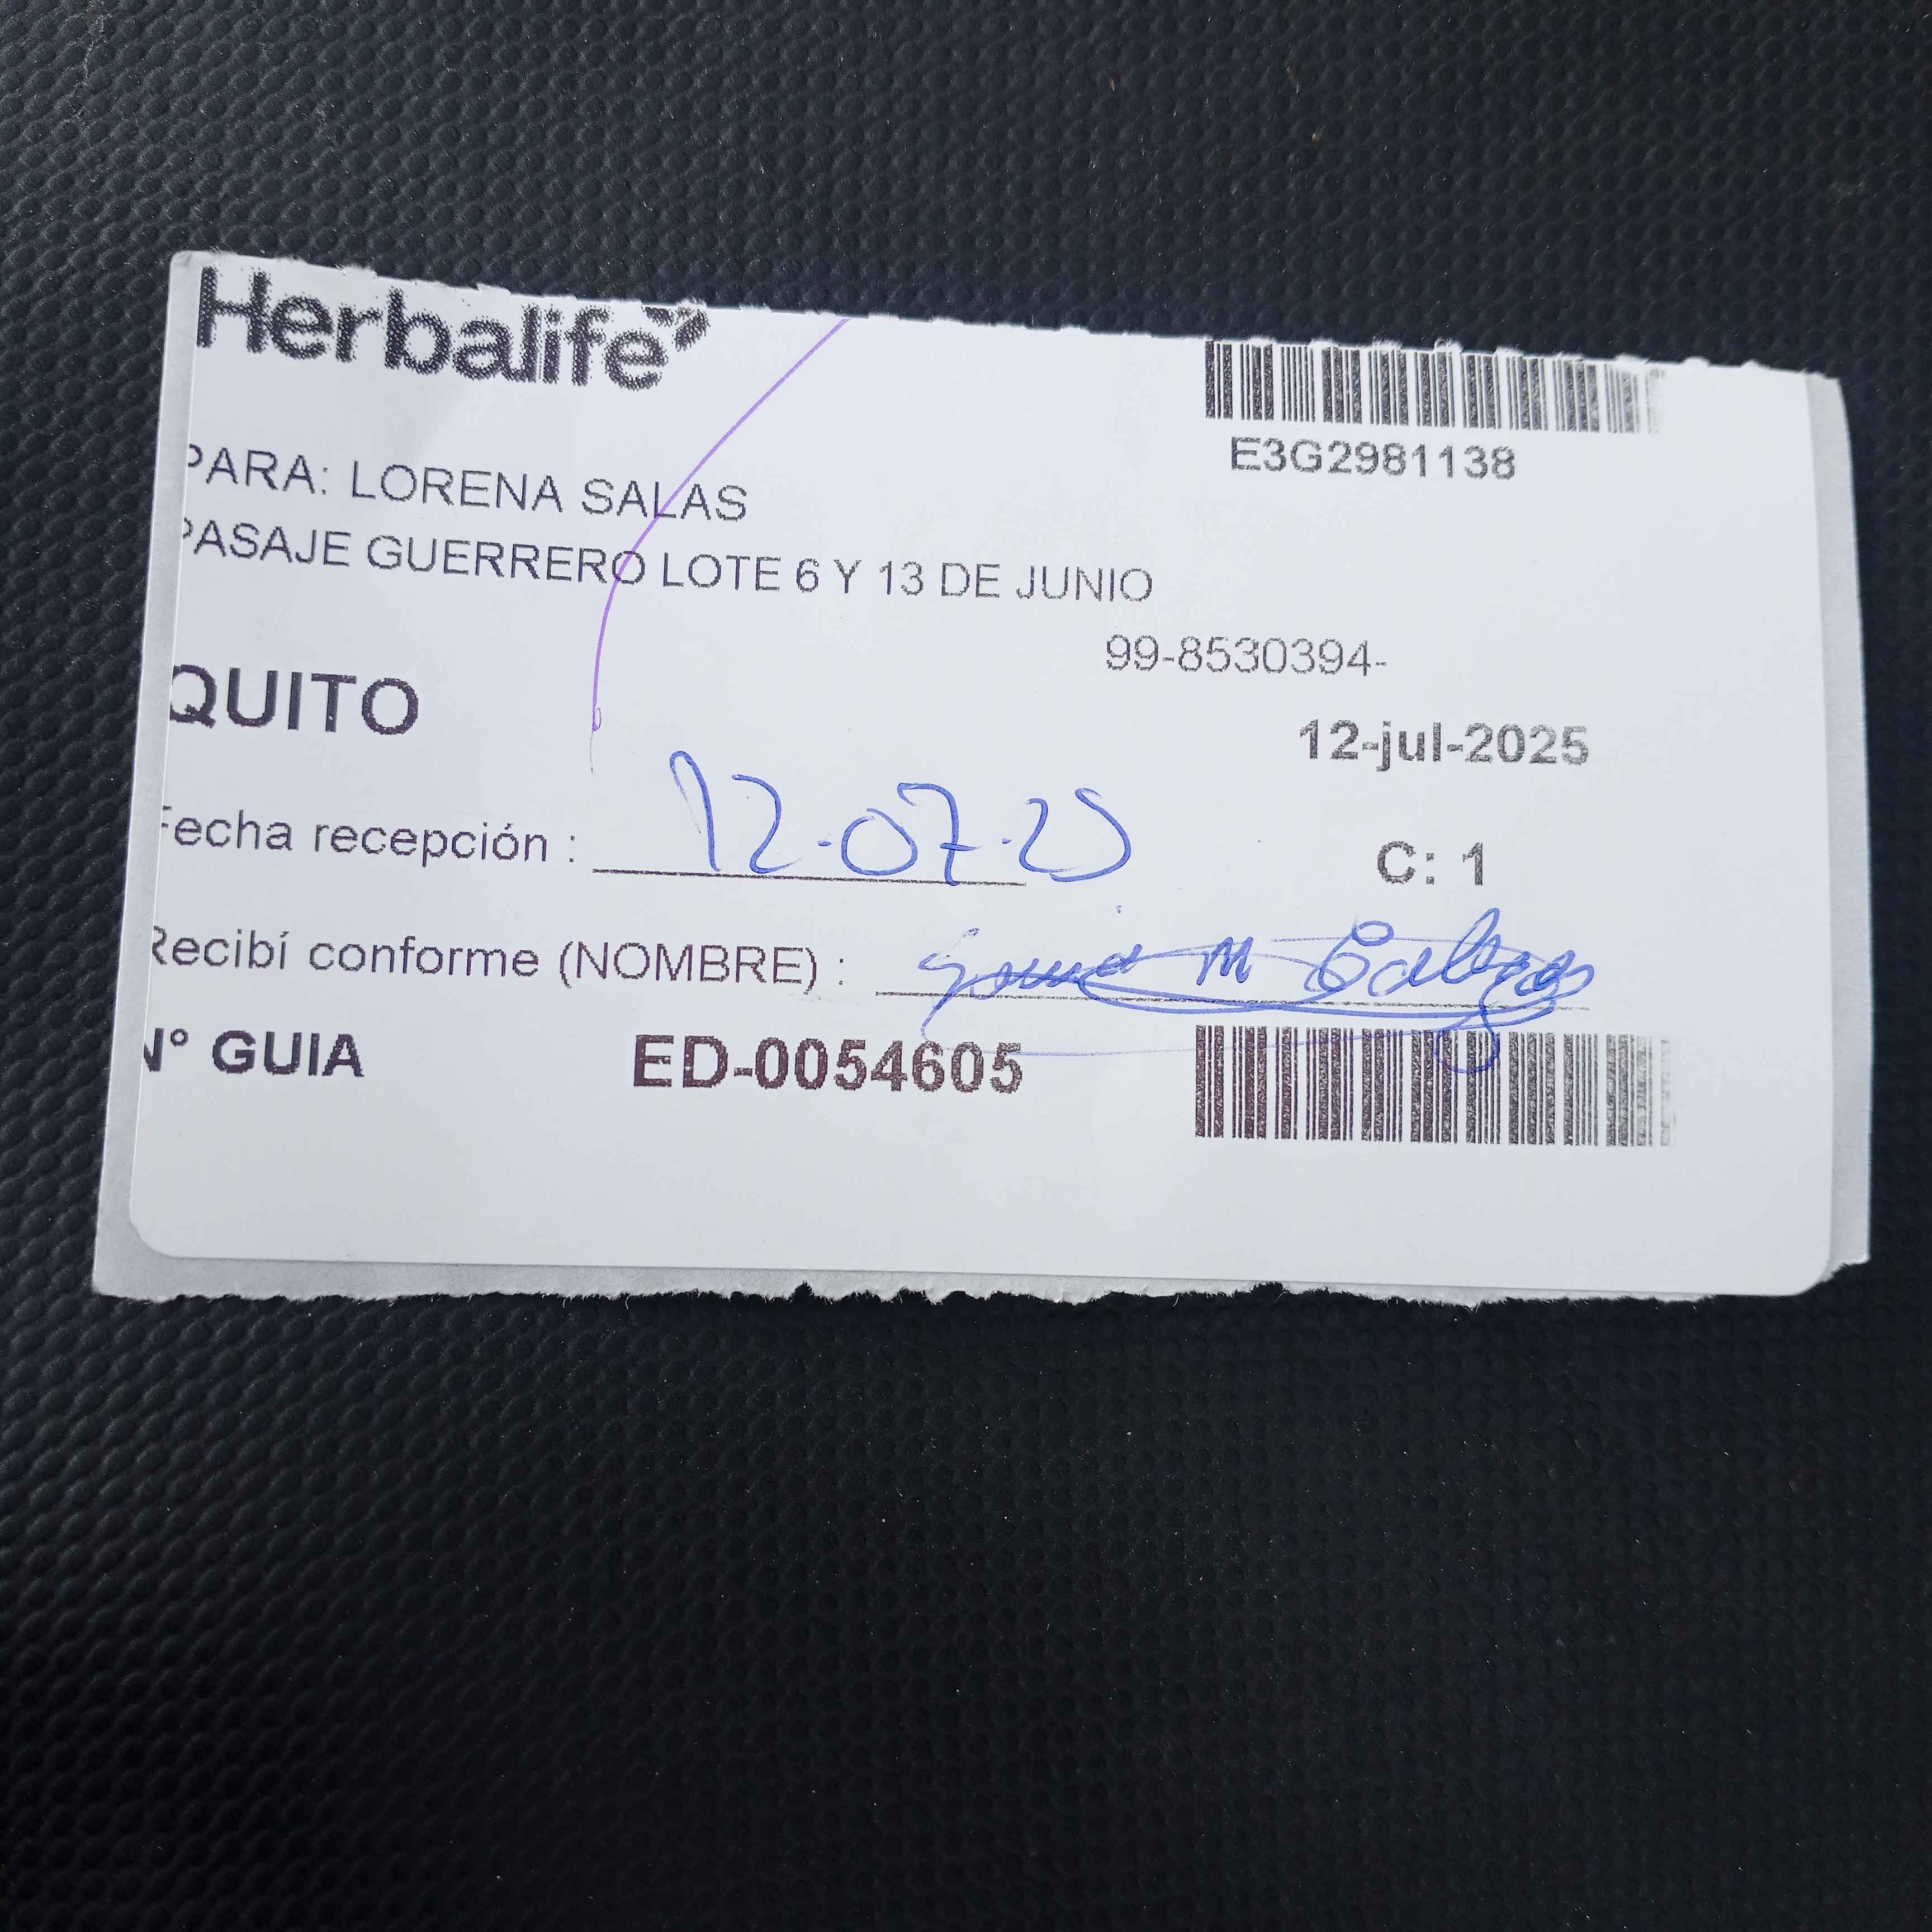 Herbalife
E3G2981138
PARA: LORENA SALAS
PASAJE GUERRERO LOTE 6 Y 13 DE JUNIO
99-8530394-
QUITO
12-jul-2025
Fecha recepción : 12-07-25
C: 1
Recibí conforme (NOMBRE) : M
N° GUIA ED-0054605